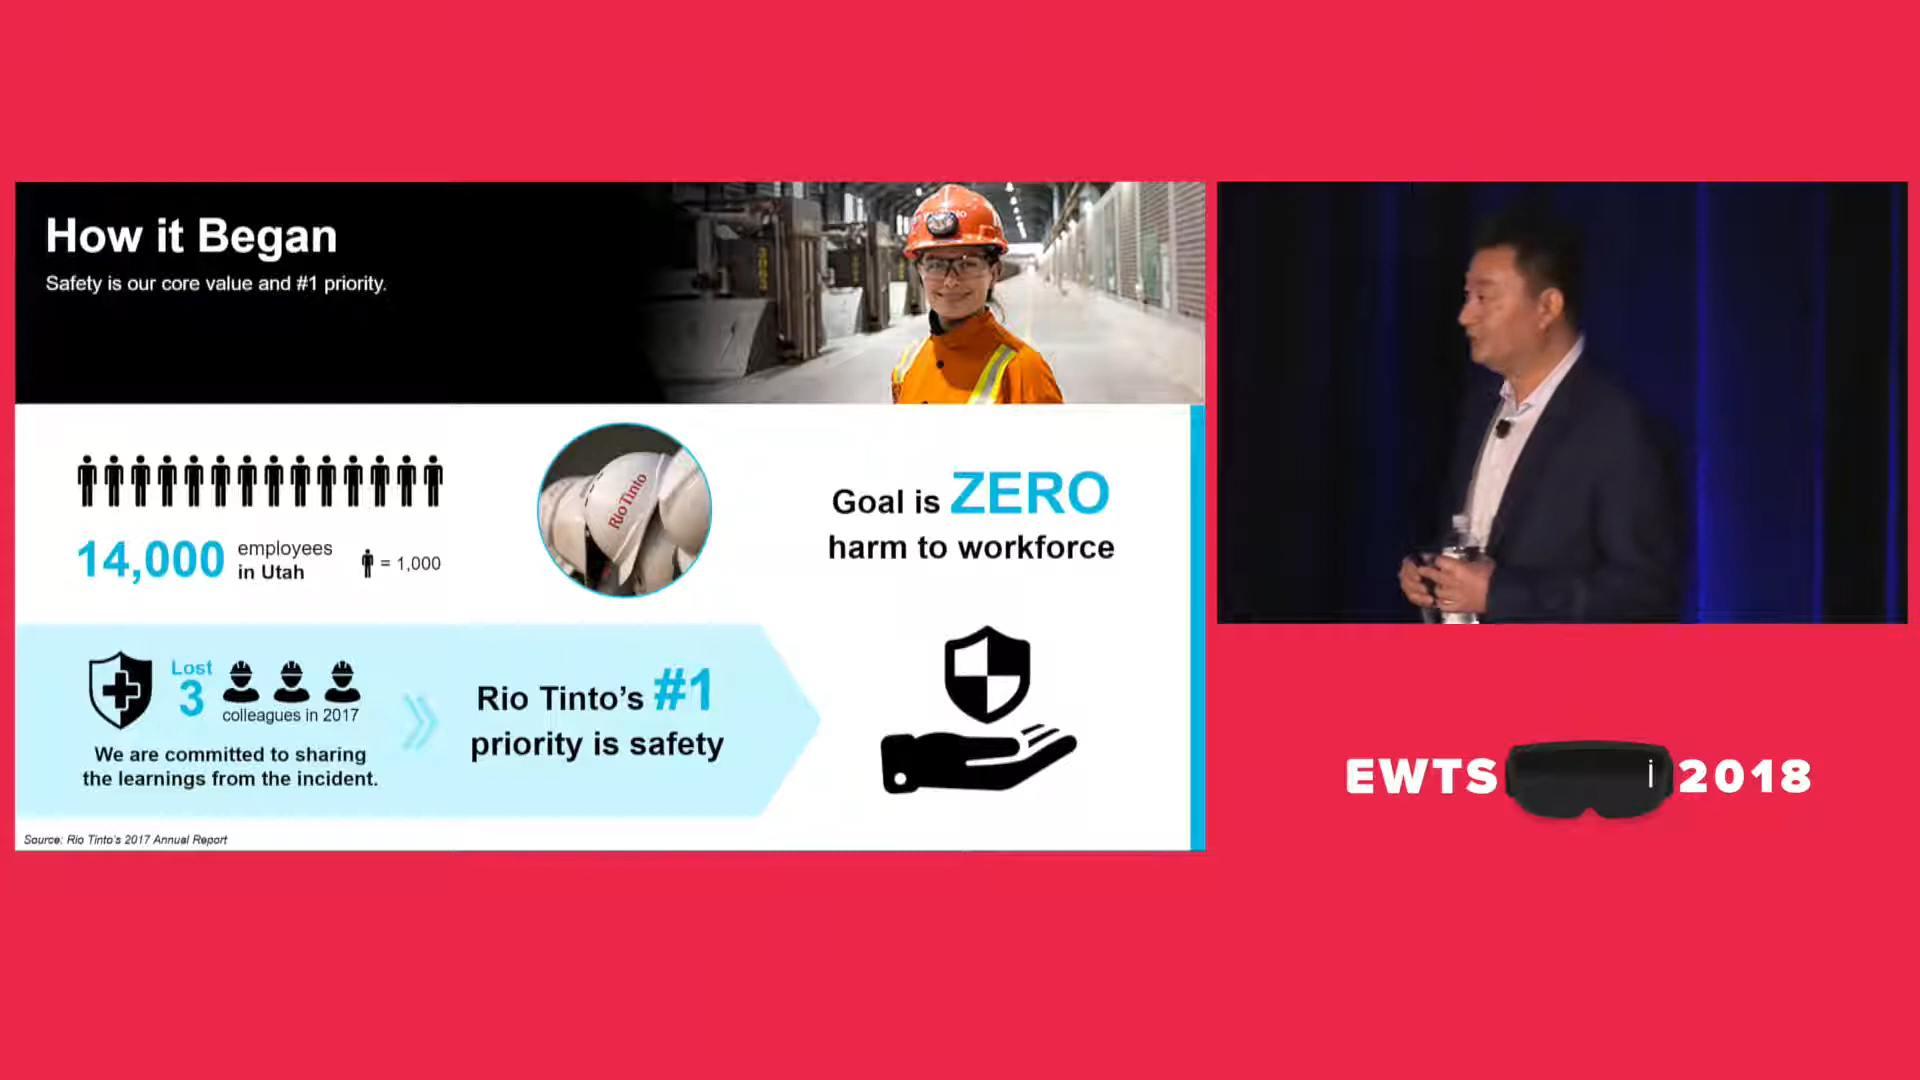 How it Began
Safety is our core value and #1 priority.
14,000 employees in Utah
= 1,000
RioTinto
Goal is ZERO
harm to workforce
Lost
3
colleagues in 2017
We are committed to sharing
the learnings from the incident.
Rio Tinto's #1
priority is safety
Source: Rio Tinto's 2017 Annual Report
EWTS i 2018